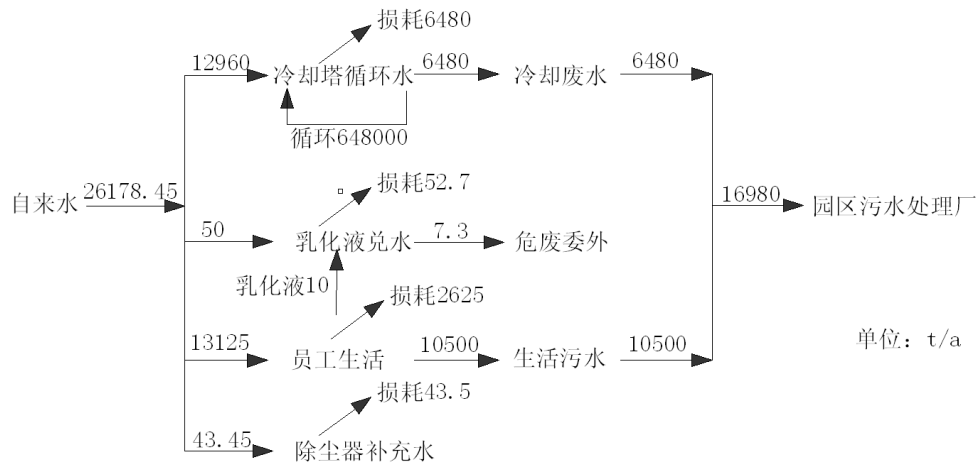 损耗6480
12960
冷却塔循环水
6480
冷却废水
6480
循环648000
自来水
26178.45
损耗52.7
16980
园区污水处理厂
50
乳化液兑水
7.3
危废委外
乳化液10
损耗2625
13125
员工生活
10500
生活污水
10500
单位：t/a
损耗43.5
43.45
除尘器补充水